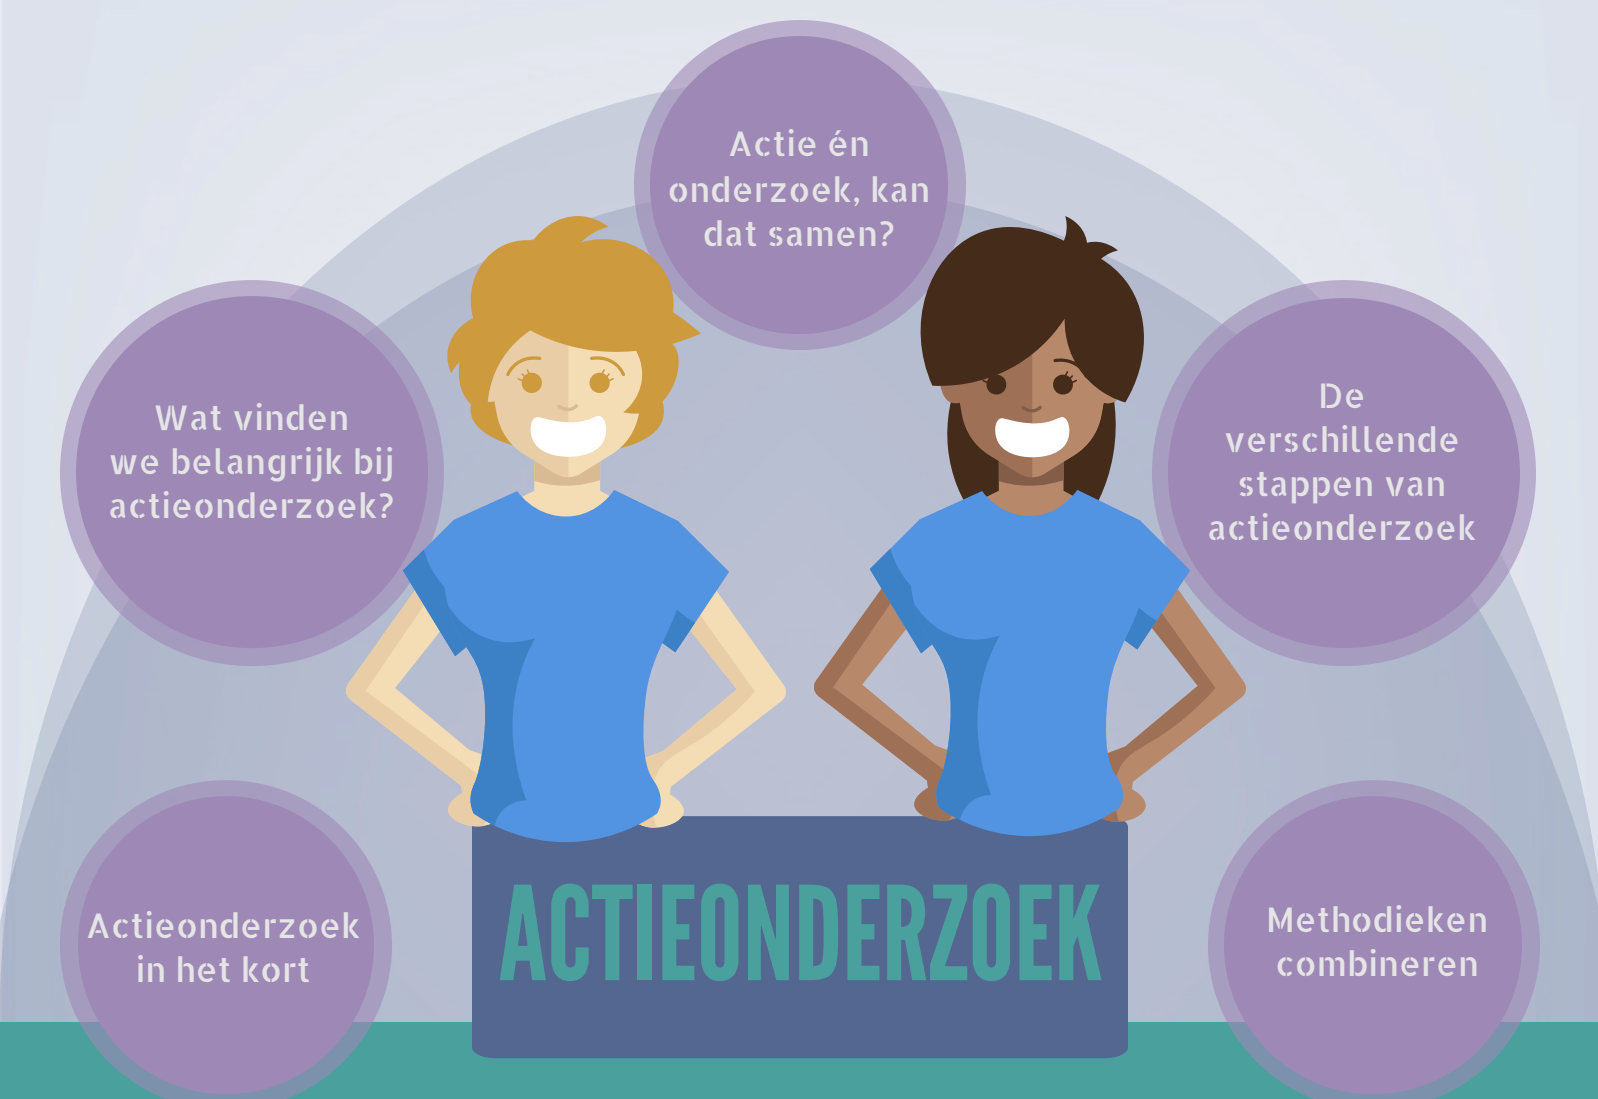 Actie én
onderzoek, kan
dat samen?
Wat vinden
we belangrijk bij
actieonderzoek?
De
verschillende
stappen van
actieonderzoek
Actieonderzoek
in het kort
ACTIEONDERZOEK
Methodieken
combineren